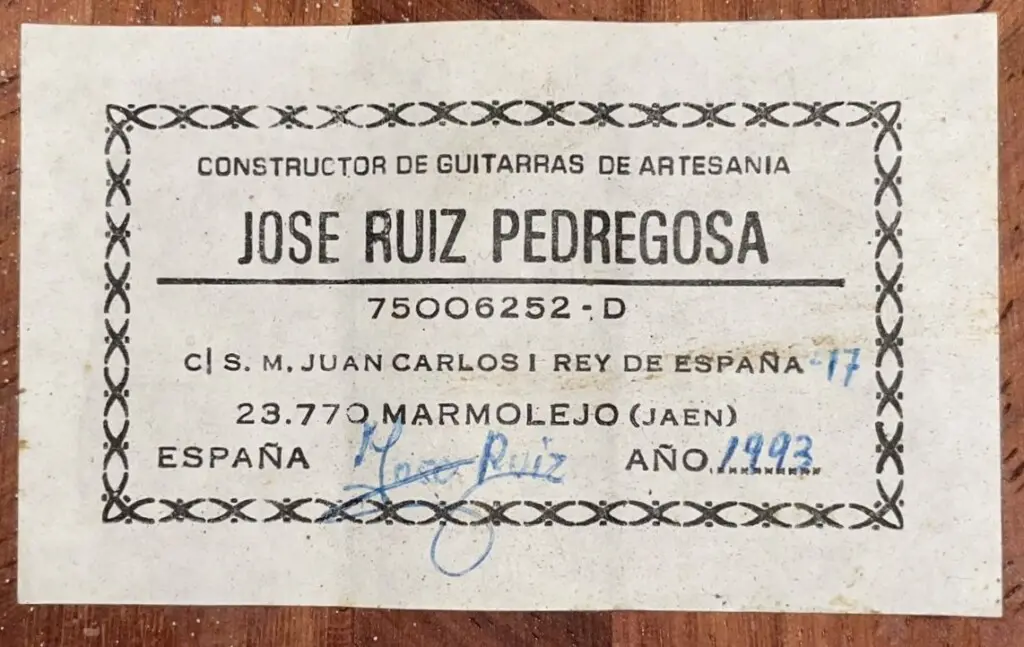 CONSTRUCTOR DE GUITARRAS DE ARTESANIA
JOSE RUIZ PEDREGOSA
75006252-D
C/ S. M. JUAN CARLOS I REY DE ESPAÑA -17
23.770 MARMOLEJO (JAEN)
ESPAÑA Ruiz AÑO 1993